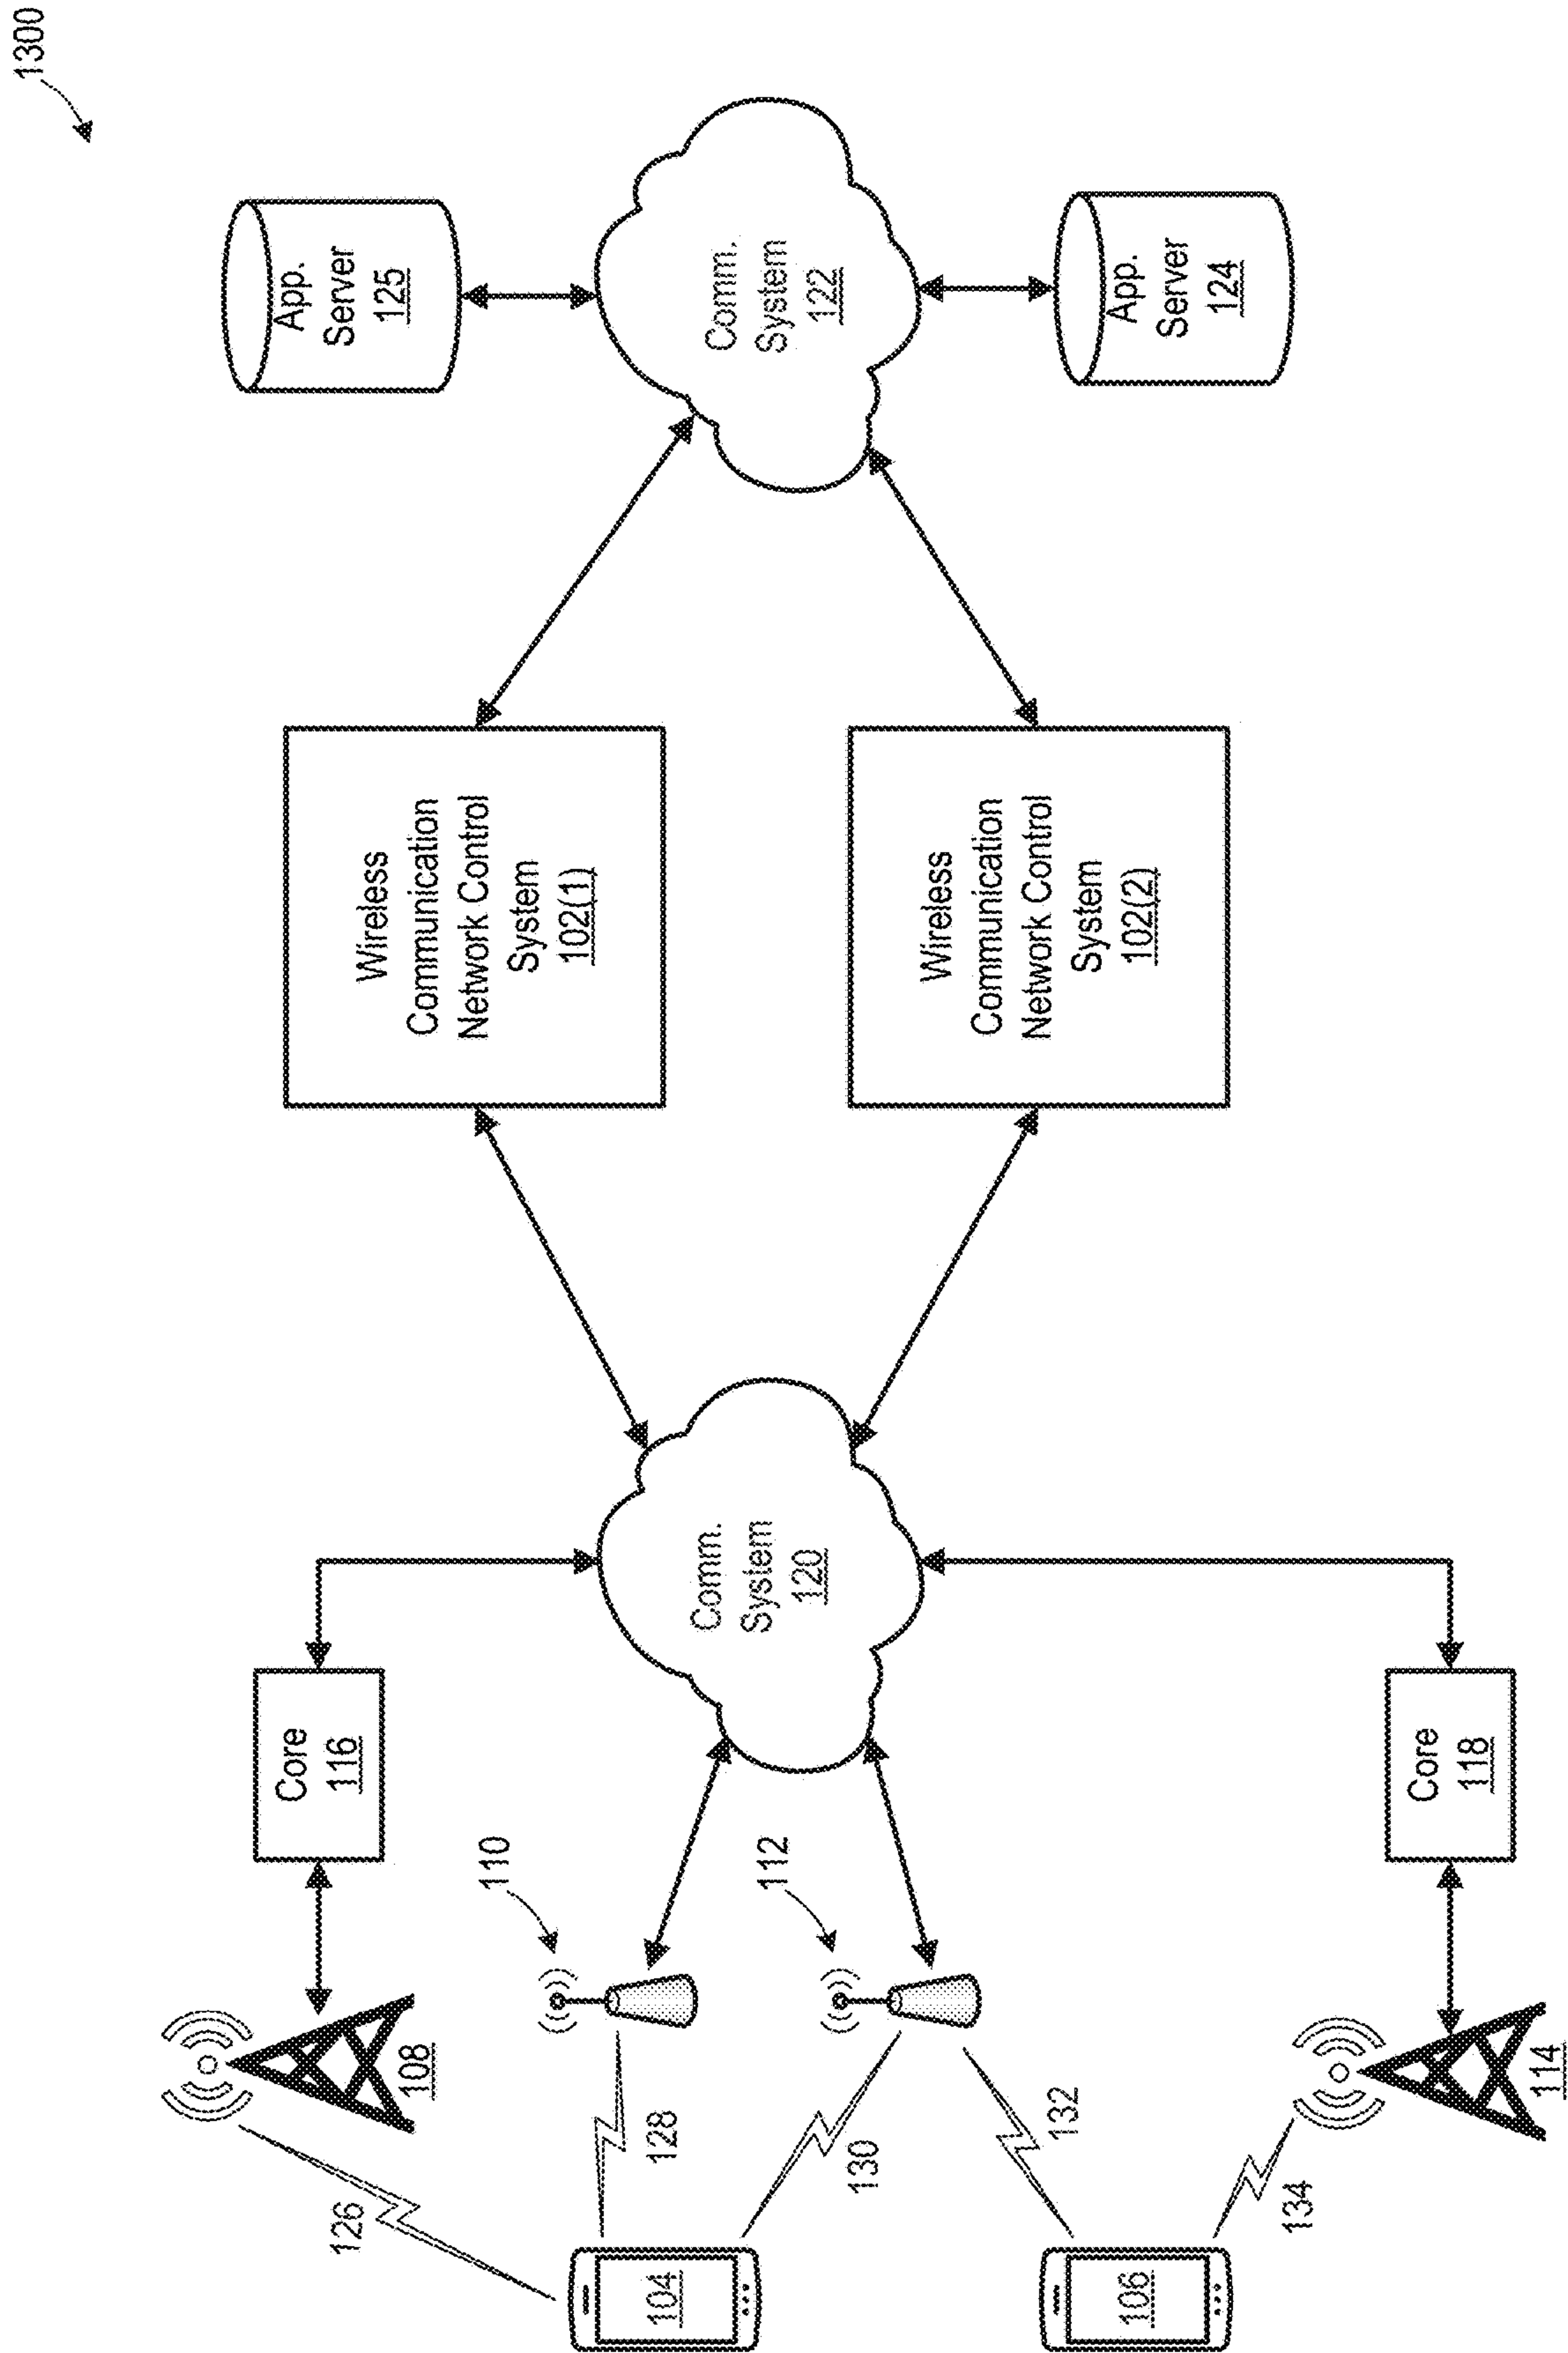 1300
App.
Server
125
Comm.
System
122
App.
Server
124
Wireless
Communication
Network Control
System
102(1)
Wireless
Communication
Network Control
System
102(2)
Comm.
System
120
Core
116
Core
118
110
112
108
114
126
128
130
132
134
104
106